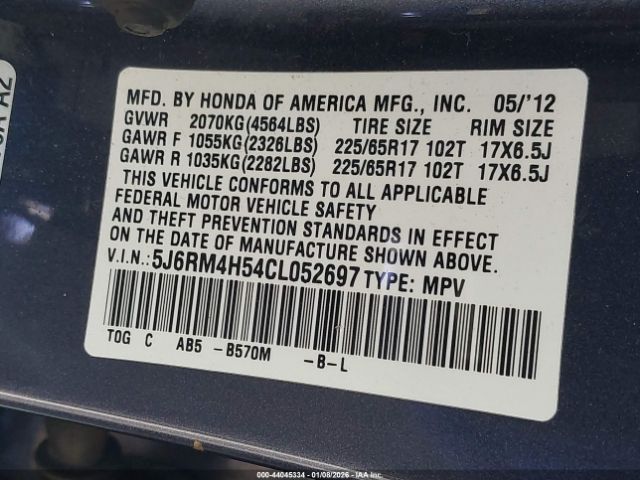 MFD. BY HONDA OF AMERICA MFG., INC. 05/'12
GVWR 2070KG(4564LBS) TIRE SIZE RIM SIZE
GAWR F 1055KG(2326LBS) 225/65R17 102T 17X6.5J
GAWR R 1035KG(2282LBS) 225/65R17 102T 17X6.5J
THIS VEHICLE CONFORMS TO ALL APPLICABLE
FEDERAL MOTOR VEHICLE SAFETY
AND THEFT PREVENTION STANDARDS IN EFFECT
ON THE DATE OF MANUFACTURE SHOWN ABOVE.
V.I.N.:5J6RM4H54CL052697 TYPE: MPV
T0G C AB5 -B570M -B-L
000-44045334 | 01/08/2026 | IAA Inc.